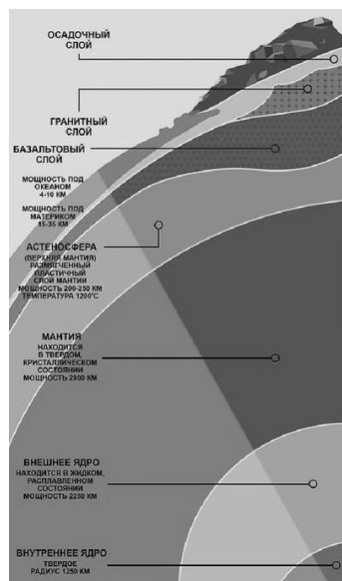 ОСАДОЧНЫЙ
СЛОЙ
ГРАНИТНЫЙ
СЛОЙ
БАЗАЛЬТОВЫЙ
СЛОЙ
МОЩНОСТЬ ПОД
ОКЕАНОМ
4-10 КМ
МОЩНОСТЬ ПОД
МАТЕРИКОМ
15-35 КМ
АСТЕНОСФЕРА
(ВЕРХНЯЯ МАНТИЯ)
РАЗМЯГЧЕННЫЙ
ПЛАСТИЧНЫЙ
СЛОЙ МАНТИИ
МОЩНОСТЬ 200-250 КМ
ТЕМПЕРАТУРА 1200°С
МАНТИЯ
НАХОДИТСЯ
В ТВЕРДОМ,
КРИСТАЛЛИЧЕСКОМ
СОСТОЯНИИ
МОЩНОСТЬ 2900 КМ
ВНЕШНЕЕ ЯДРО
НАХОДИТСЯ В ЖИДКОМ,
РАСПЛАВЛЕННОМ
СОСТОЯНИИ
МОЩНОСТЬ 2250 КМ
ВНУТРЕННЕЕ ЯДРО
ТВЕРДОЕ
РАДИУС 1250 КМ